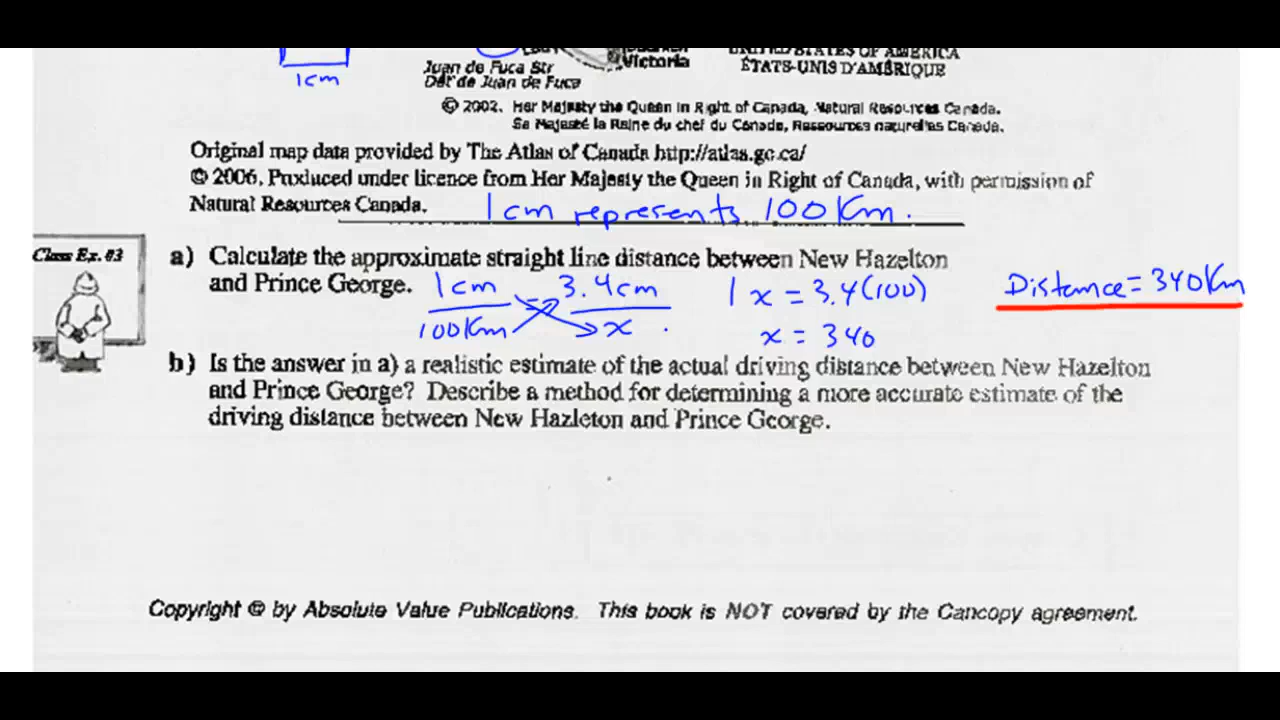 1cm
Victoria
UNITED STATES OF AMERICA
Juan de Fuca Str
ÉTATS-UNIS D'AMÉRIQUE
Dét de Juan de Fuca
© 2002. Her Majesty the Queen in Right of Canada, Natural Resources Canada.
Sa Majesté la Reine du chef du Canada, Ressources naturelles Canada.
Original map data provided by The Atlas of Canada http://atlas.gc.ca/
© 2006. Produced under licence from Her Majesty the Queen in Right of Canada, with permission of
Natural Resources Canada. 1cm represents 100Km.
Class Ex. #3
a) Calculate the approximate straight line distance between New Hazelton
and Prince George. 1cm = 3.4cm 1x = 3.4(100) Distance = 340Km
100Km x x = 340
b) Is the answer in a) a realistic estimate of the actual driving distance between New Hazelton
and Prince George? Describe a method for determining a more accurate estimate of the
driving distance between New Hazleton and Prince George.
Copyright © by Absolute Value Publications. This book is NOT covered by the Cancopy agreement.